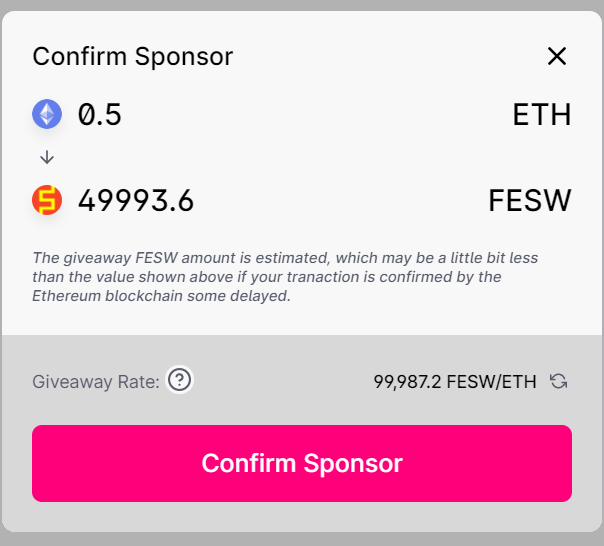 Confirm Sponsor
0.5 ETH
49993.6 FESW
The giveaway FESW amount is estimated, which may be a little bit less
than the value shown above if your tranaction is confirmed by the
Ethereum blockchain some delayed.
Giveaway Rate: ? 99,987.2 FESW/ETH
Confirm Sponsor